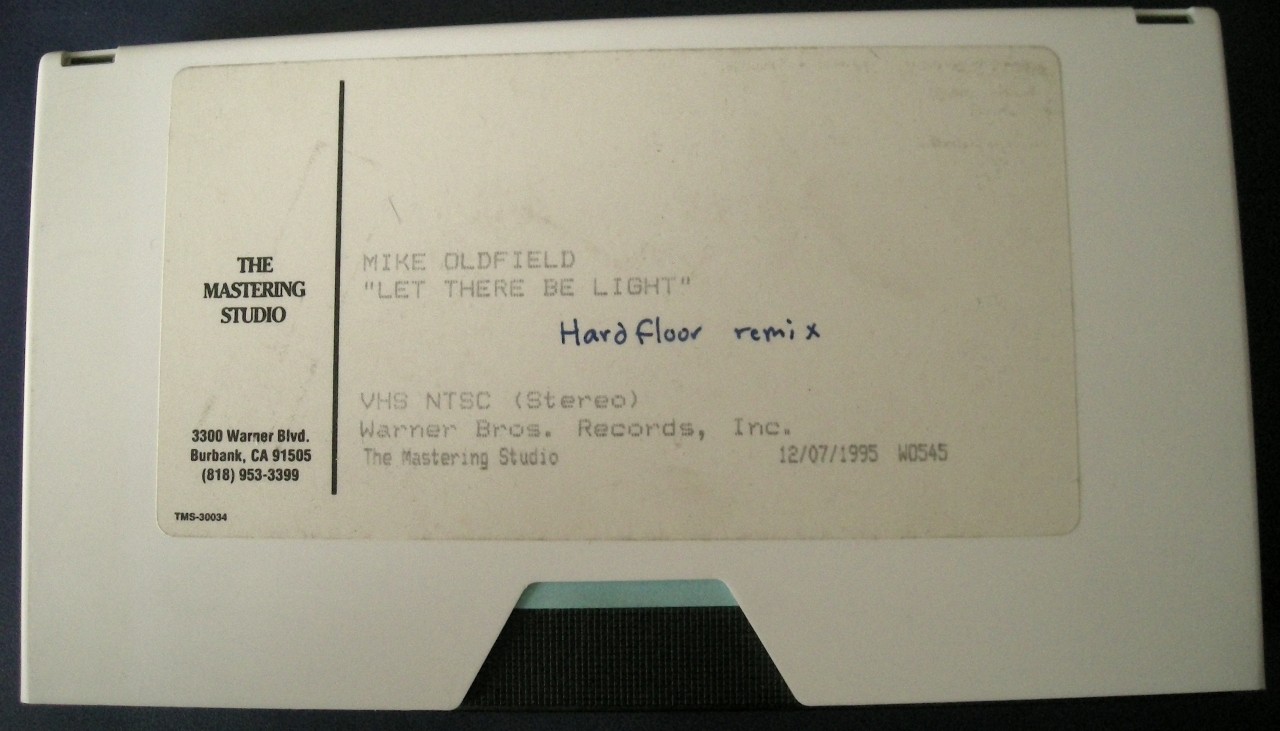 THE
MASTERING
STUDIO
3300 Warner Blvd.
Burbank, CA 91505
(818) 953-3399
TMS-30034
MIKE OLDFIELD
"LET THERE BE LIGHT"
Hardfloor remix
VHS NTSC (Stereo)
Warner Bros. Records, Inc.
The Mastering Studio 12/07/1995 W0545